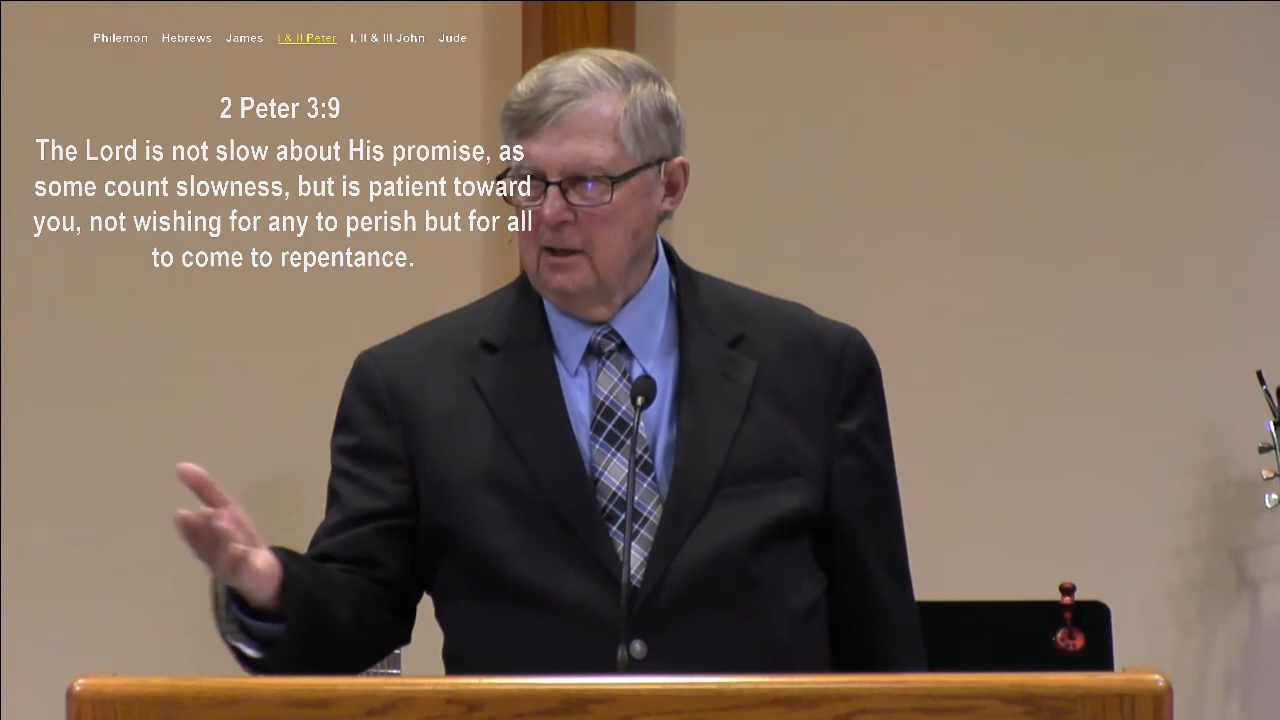 Philemon Hebrews James I & II Peter I, II & III John Jude
2 Peter 3:9
The Lord is not slow about His promise, as
some count slowness, but is patient toward
you, not wishing for any to perish but for all
to come to repentance.